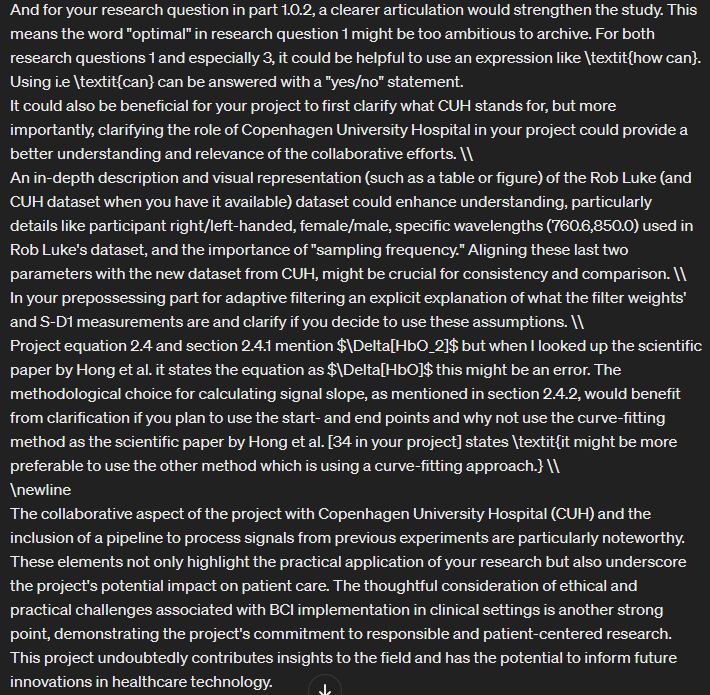 And for your research question in part 1.0.2, a clearer articulation would strengthen the study. This
means the word "optimal" in research question 1 might be too ambitious to archive. For both
research questions 1 and especially 3, it could be helpful to use an expression like \textit{how can}.
Using i.e \textit{can} can be answered with a "yes/no" statement.
It could also be beneficial for your project to first clarify what CUH stands for, but more
importantly, clarifying the role of Copenhagen University Hospital in your project could provide a
better understanding and relevance of the collaborative efforts. \\
An in-depth description and visual representation (such as a table or figure) of the Rob Luke (and
CUH dataset when you have it available) dataset could enhance understanding, particularly
details like participant right/left-handed, female/male, specific wavelengths (760.6,850.0) used in
Rob Luke's dataset, and the importance of "sampling frequency." Aligning these last two
parameters with the new dataset from CUH, might be crucial for consistency and comparison. \\
In your prepossessing part for adaptive filtering an explicit explanation of what the filter weights'
and S-D1 measurements are and clarify if you decide to use these assumptions. \\
Project equation 2.4 and section 2.4.1 mention $\Delta[HbO_2]$ but when I looked up the scientific
paper by Hong et al. it states the equation as $\Delta[HbO]$ this might be an error. The
methodological choice for calculating signal slope, as mentioned in section 2.4.2, would benefit
from clarification if you plan to use the start- and end points and why not use the curve-fitting
method as the scientific paper by Hong et al. [34 in your project] states \textit{it might be more
preferable to use the other method which is using a curve-fitting approach.} \\
\newline
The collaborative aspect of the project with Copenhagen University Hospital (CUH) and the
inclusion of a pipeline to process signals from previous experiments are particularly noteworthy.
These elements not only highlight the practical application of your research but also underscore
the project's potential impact on patient care. The thoughtful consideration of ethical and
practical challenges associated with BCI implementation in clinical settings is another strong
point, demonstrating the project's commitment to responsible and patient-centered research.
This project undoubtedly contributes insights to the field and has the potential to inform future
innovations in healthcare technology.